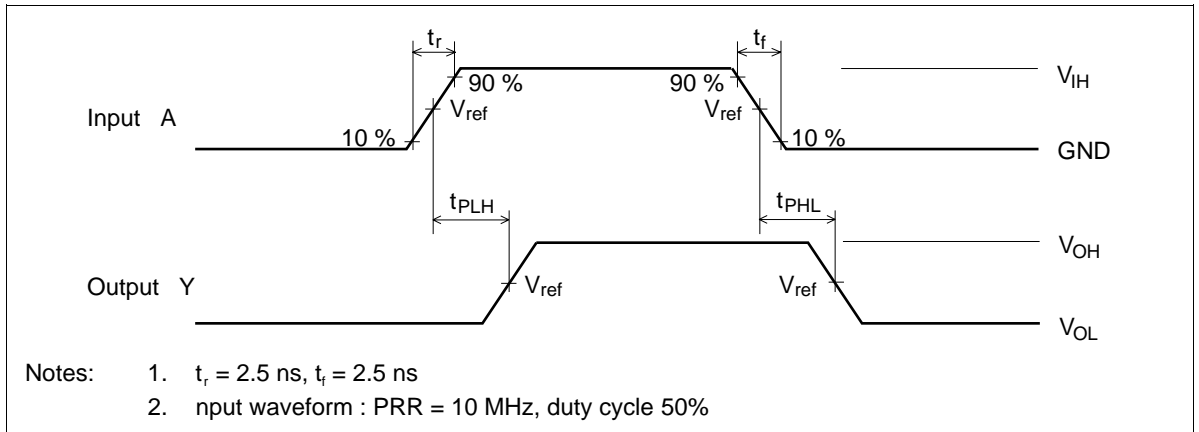 tr
tf
90 %
90 %
VIH
Input A
Vref
Vref
10 %
10 %
GND
tPLH
tPHL
VOH
Output Y
Vref
Vref
VOL
Notes: 1. tr = 2.5 ns, tf = 2.5 ns
2. nput waveform : PRR = 10 MHz, duty cycle 50%